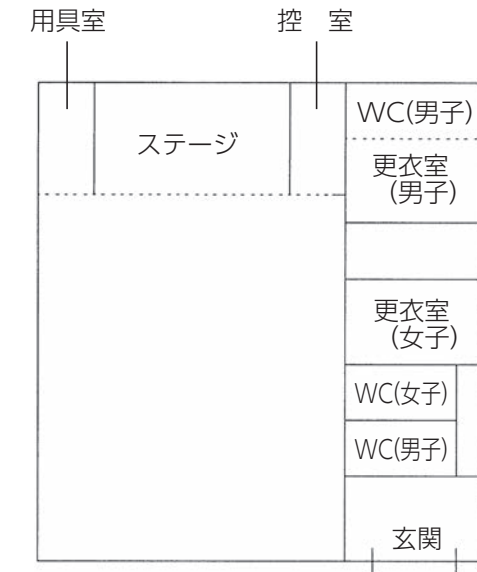 用具室
控　室
ステージ
WC(男子)
更衣室
(男子)
更衣室
(女子)
WC(女子)
WC(男子)
玄関